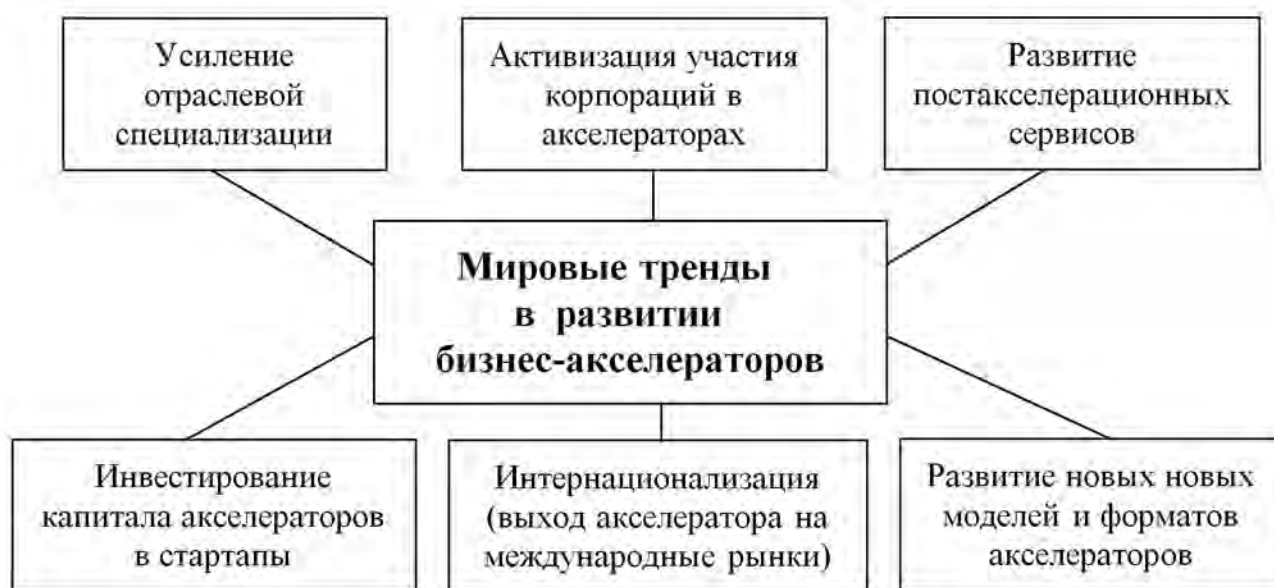 Усиление
отраслевой
специализации
Активизация участия
корпораций в
акселераторах
Развитие
постакселерационных
сервисов
Мировые тренды
в развитии
бизнес-акселераторов
Инвестирование
капитала акселераторов
в стартапы
Интернационализация
(выход акселератора на
международные рынки)
Развитие новых новых
моделей и форматов
акселераторов